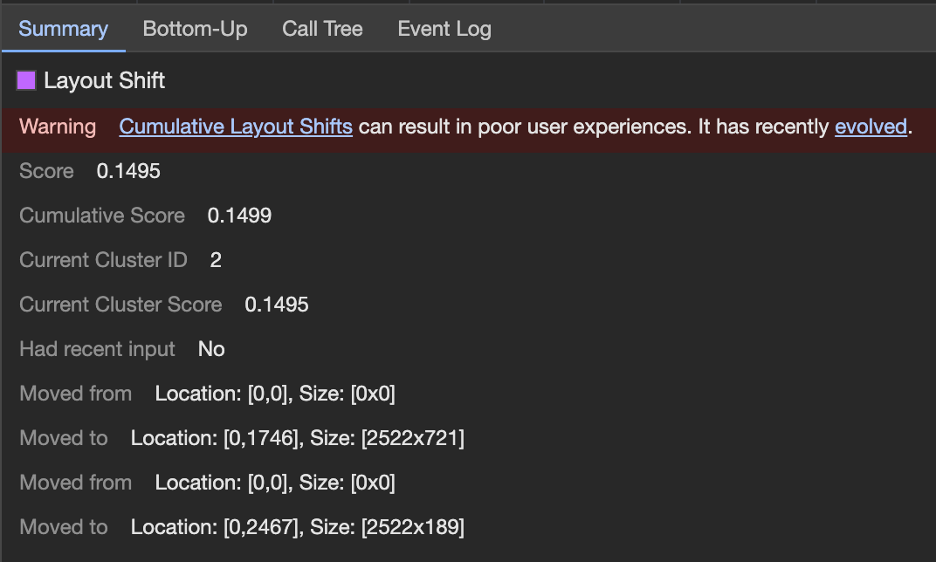 Summary Bottom-Up Call Tree Event Log
Layout Shift
Warning Cumulative Layout Shifts can result in poor user experiences. It has recently evolved.
Score 0.1495
Cumulative Score 0.1499
Current Cluster ID 2
Current Cluster Score 0.1495
Had recent input No
Moved from Location: [0,0], Size: [0x0]
Moved to Location: [0,1746], Size: [2522x721]
Moved from Location: [0,0], Size: [0x0]
Moved to Location: [0,2467], Size: [2522x189]